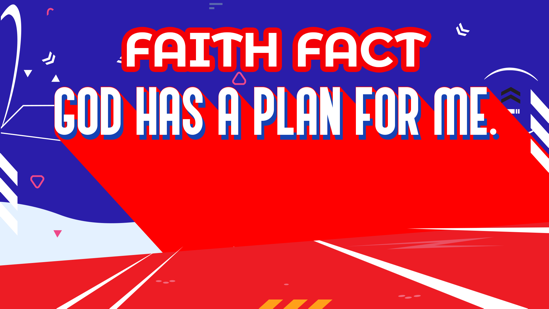 FAITH FACT
GOD HAS A PLAN FOR ME.